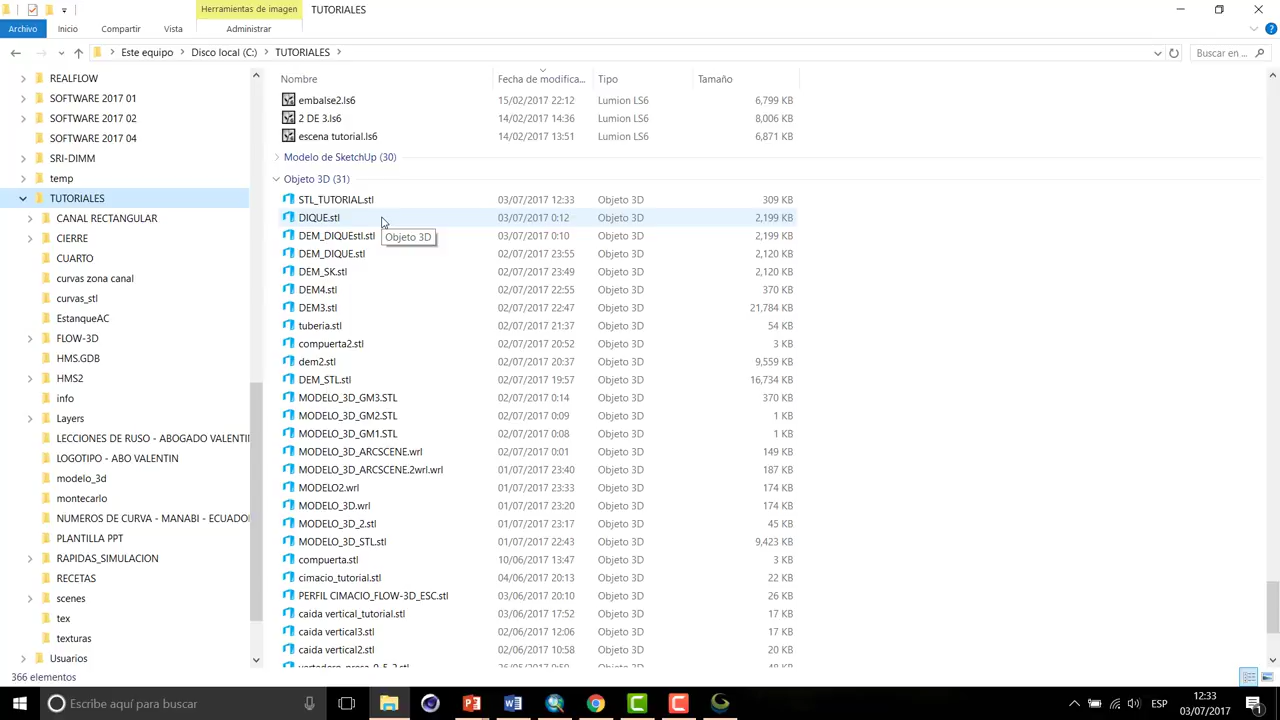 Herramientas de imagen TUTORIALES
Archivo Inicio Compartir Vista Administrar
Este equipo Disco local (C:) TUTORIALES Buscar en ...
REALFLOW
SOFTWARE 2017 01
SOFTWARE 2017 02
SOFTWARE 2017 04
SRI-DIMM
temp
TUTORIALES
CANAL RECTANGULAR
CIERRE
CUARTO
curvas zona canal
curvas_stl
EstanqueAC
FLOW-3D
HMS.GDB
HMS2
info
Layers
LECCIONES DE RUSO - ABOGADO VALENTI
LOGOTIPO - ABO VALENTIN
modelo_3d
montecarlo
NUMEROS DE CURVA - MANABI - ECUADO
PLANTILLA PPT
RAPIDAS_SIMULACION
RECETAS
scenes
tex
texturas
Usuarios
Nombre Fecha de modifica... Tipo Tamaño
embalse2.ls6 15/02/2017 22:12 Lumion LS6 6,799 KB
2 DE 3.ls6 14/02/2017 14:36 Lumion LS6 8,006 KB
escena tutorial.ls6 14/02/2017 13:51 Lumion LS6 6,871 KB
Modelo de SketchUp (30)
Objeto 3D (31)
STL_TUTORIAL.stl 03/07/2017 12:33 Objeto 3D 309 KB
DIQUE.stl 03/07/2017 0:12 Objeto 3D 2,199 KB
DEM_DIQUEstl.stl 03/07/2017 0:10 Objeto 3D 2,199 KB
Objeto 3D
DEM_DIQUE.stl 02/07/2017 23:55 Objeto 3D 2,120 KB
DEM_SK.stl 02/07/2017 23:49 Objeto 3D 2,120 KB
DEM4.stl 02/07/2017 22:55 Objeto 3D 370 KB
DEM3.stl 02/07/2017 22:47 Objeto 3D 21,784 KB
tuberia.stl 02/07/2017 21:37 Objeto 3D 54 KB
compuerta2.stl 02/07/2017 20:52 Objeto 3D 3 KB
dem2.stl 02/07/2017 20:37 Objeto 3D 9,559 KB
DEM_STL.stl 02/07/2017 19:57 Objeto 3D 16,734 KB
MODELO_3D_GM3.STL 02/07/2017 0:14 Objeto 3D 370 KB
MODELO_3D_GM2.STL 02/07/2017 0:09 Objeto 3D 1 KB
MODELO_3D_GM1.STL 02/07/2017 0:08 Objeto 3D 1 KB
MODELO_3D_ARCSCENE.wrl 02/07/2017 0:01 Objeto 3D 149 KB
MODELO_3D_ARCSCENE.2wrl.wrl 01/07/2017 23:40 Objeto 3D 187 KB
MODELO2.wrl 01/07/2017 23:33 Objeto 3D 174 KB
MODELO_3D.wrl 01/07/2017 23:20 Objeto 3D 174 KB
MODELO_3D_2.stl 01/07/2017 23:17 Objeto 3D 45 KB
MODELO_3D_STL.stl 01/07/2017 22:43 Objeto 3D 9,423 KB
compuerta.stl 10/06/2017 13:47 Objeto 3D 3 KB
cimacio_tutorial.stl 04/06/2017 20:13 Objeto 3D 22 KB
PERFIL CIMACIO_FLOW-3D_ESC.stl 03/06/2017 20:10 Objeto 3D 26 KB
caida vertical_tutorial.stl 03/06/2017 17:52 Objeto 3D 17 KB
caida vertical3.stl 02/06/2017 12:06 Objeto 3D 17 KB
caida vertical2.stl 02/06/2017 10:58 Objeto 3D 20 KB
366 elementos
Escribe aquí para buscar ESP 12:33
03/07/2017